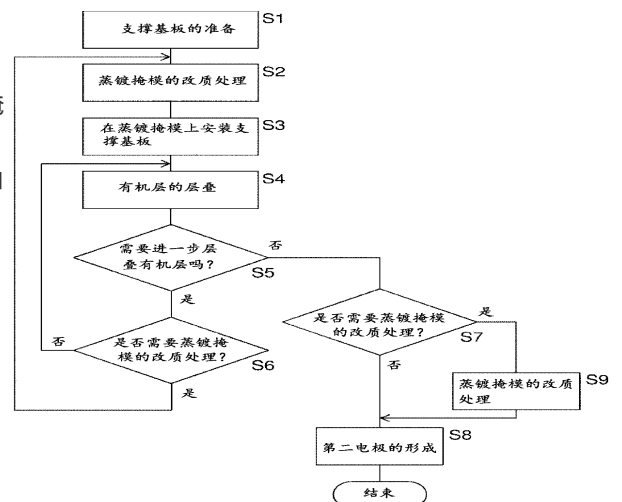 支撑基板的准备
S1
蒸镀掩模的改质处理
S2
在蒸镀掩模上安装支
撑基板
S3
有机层的层叠
S4
需要进一步层
叠有机层吗？
S5
否
是
是否需要蒸镀掩
模的改质处理？
S6
否
是
是否需要蒸镀掩模
的改质处理？
S7
是
否
蒸镀掩模的改质
处理
S9
第二电极的形成
S8
结束